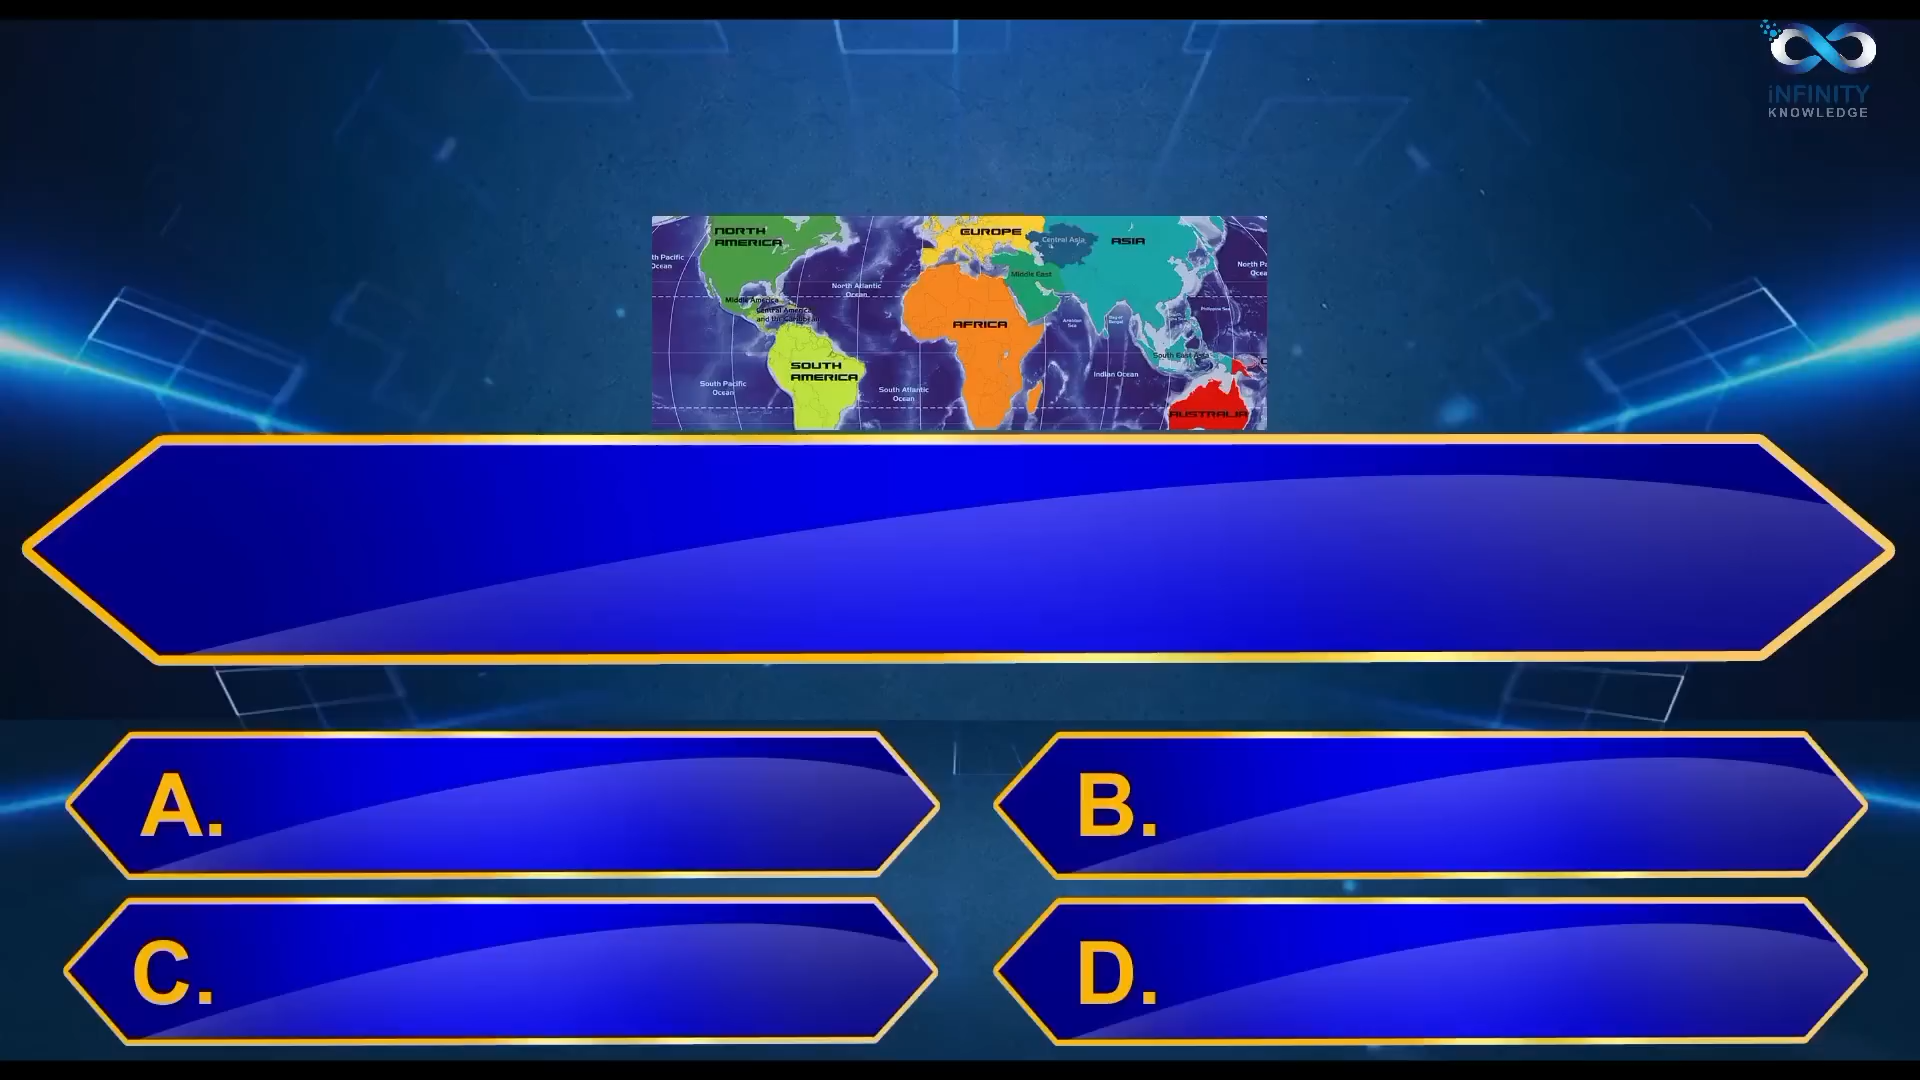 iNFINITY
KNOWLEDGE
NORTH
AMERICA
EUROPE
Central Asia
ASIA
North Atlantic
Ocean
Middle East
Middle America
Central America
and the Caribbean
AFRICA
Arabian
Sea
Bay of
Bengal
Philippine Sea
SOUTH
AMERICA
South East Asia
Indian Ocean
South Pacific
Ocean
South Atlantic
Ocean
AUSTRALIA
th Pacific
Ocean
North Pa
Ocea
A.
B.
C.
D.